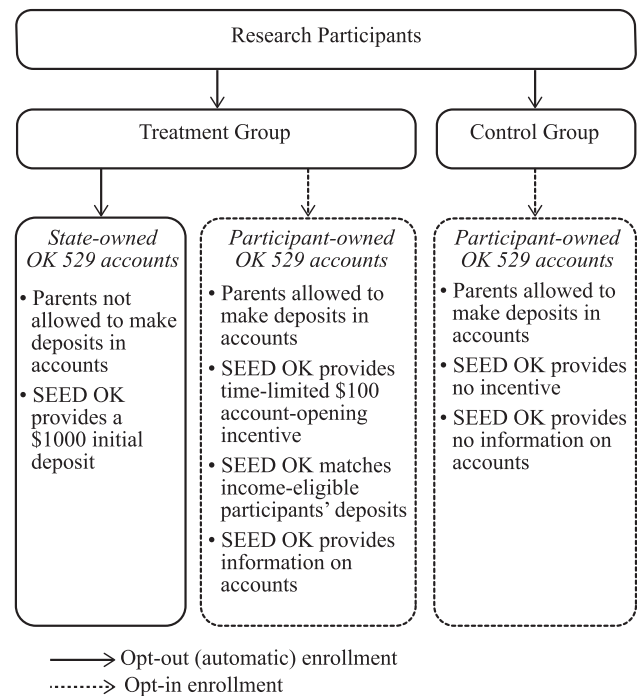 Research Participants
Treatment Group
Control Group
State-owned
OK 529 accounts
• Parents not
allowed to make
deposits in
accounts
• SEED OK
provides a
$1000 initial
deposit
Participant-owned
OK 529 accounts
• Parents allowed to
make deposits in
accounts
• SEED OK provides
time-limited $100
account-opening
incentive
• SEED OK matches
income-eligible
participants’ deposits
• SEED OK provides
information on
accounts
Participant-owned
OK 529 accounts
• Parents allowed to
make deposits in
accounts
• SEED OK provides
no incentive
• SEED OK provides
no information on
accounts
Opt-out (automatic) enrollment
Opt-in enrollment